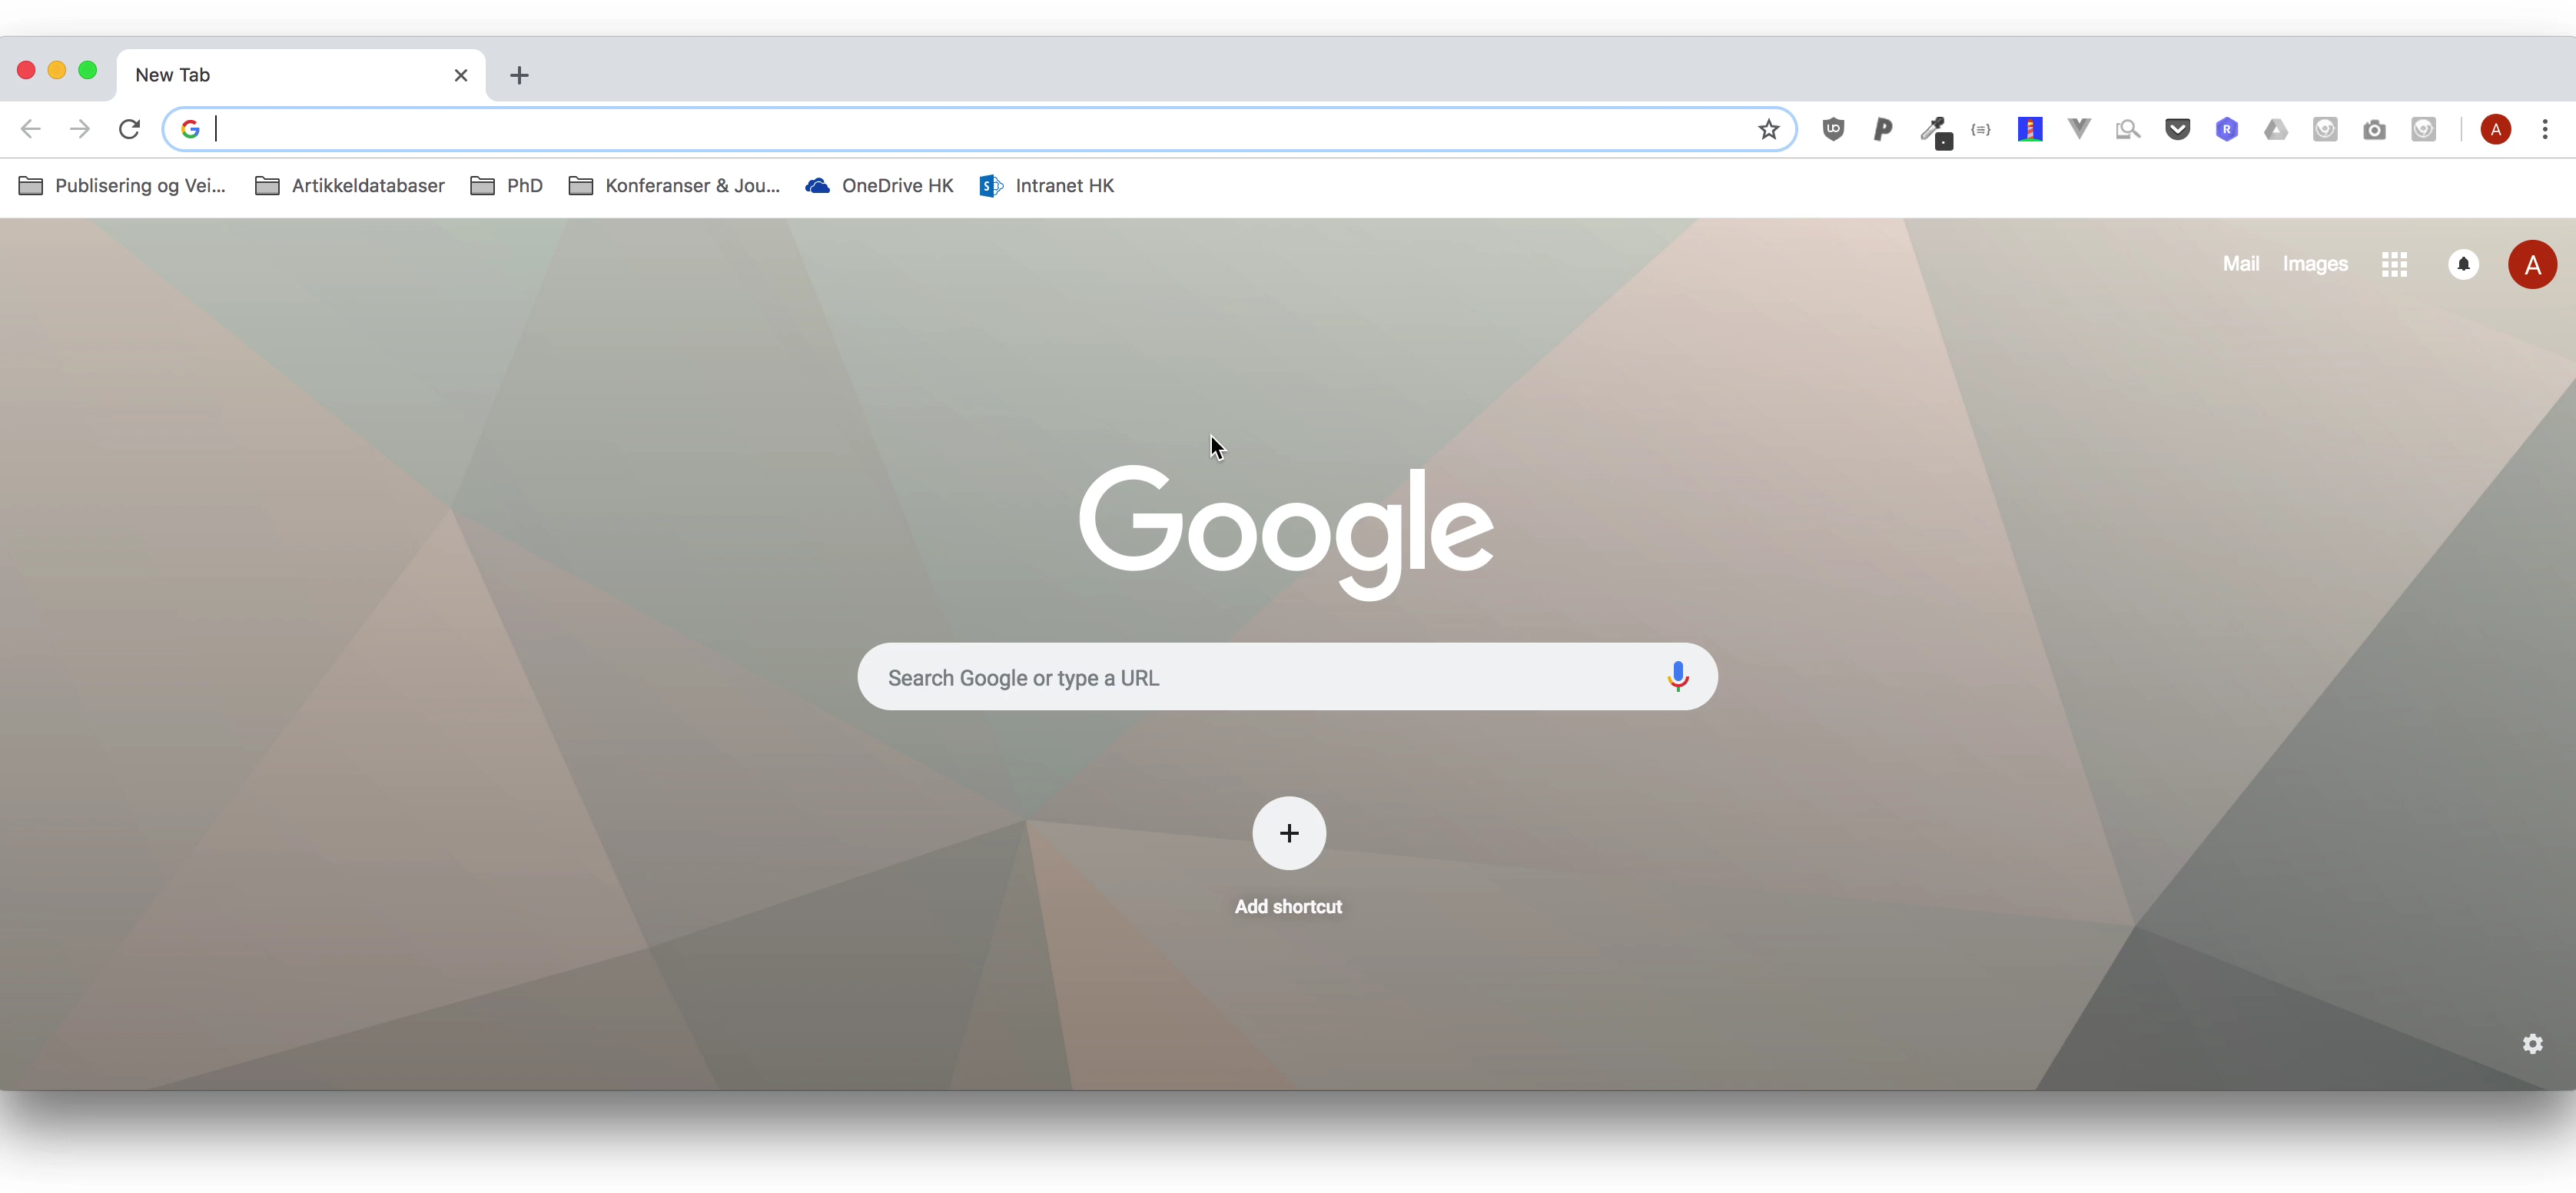 New Tab
Publisering og Vei... Artikkeldatabaser PhD Konferanser & Jou... OneDrive HK Intranet HK
Mail Images A
Google
Search Google or type a URL
Add shortcut